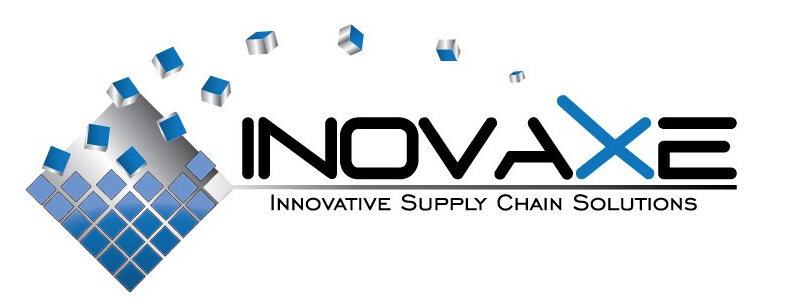 INOVAXE
INNOVATIVE SUPPLY CHAIN SOLUTIONS